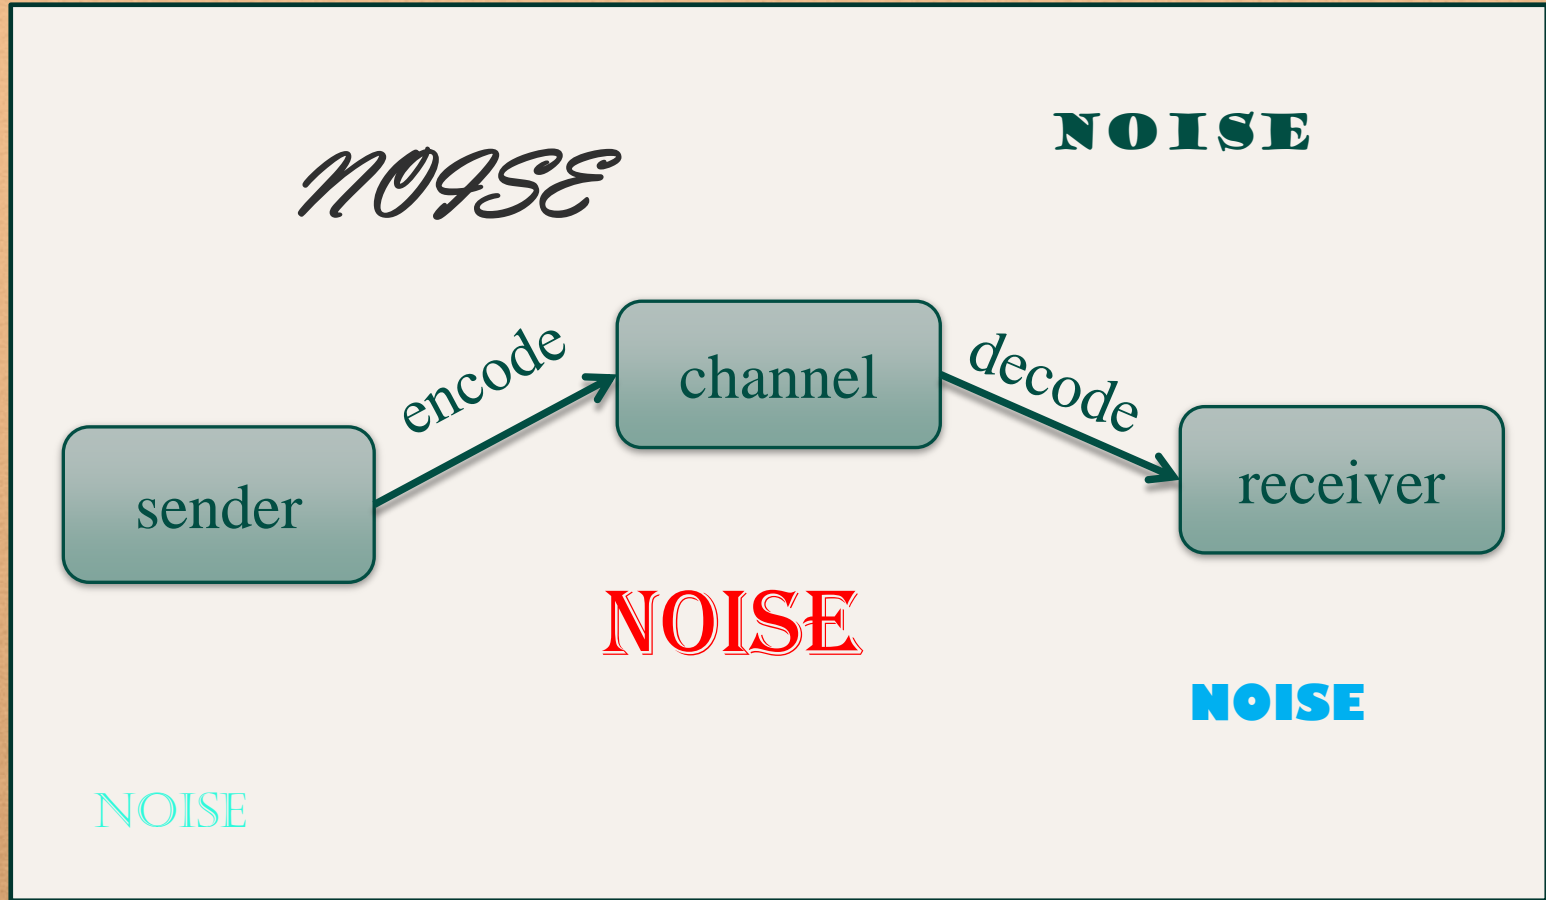 NOISE
NOISE
encode
channel
decode
sender
receiver
NOISE
NOISE
NOISE